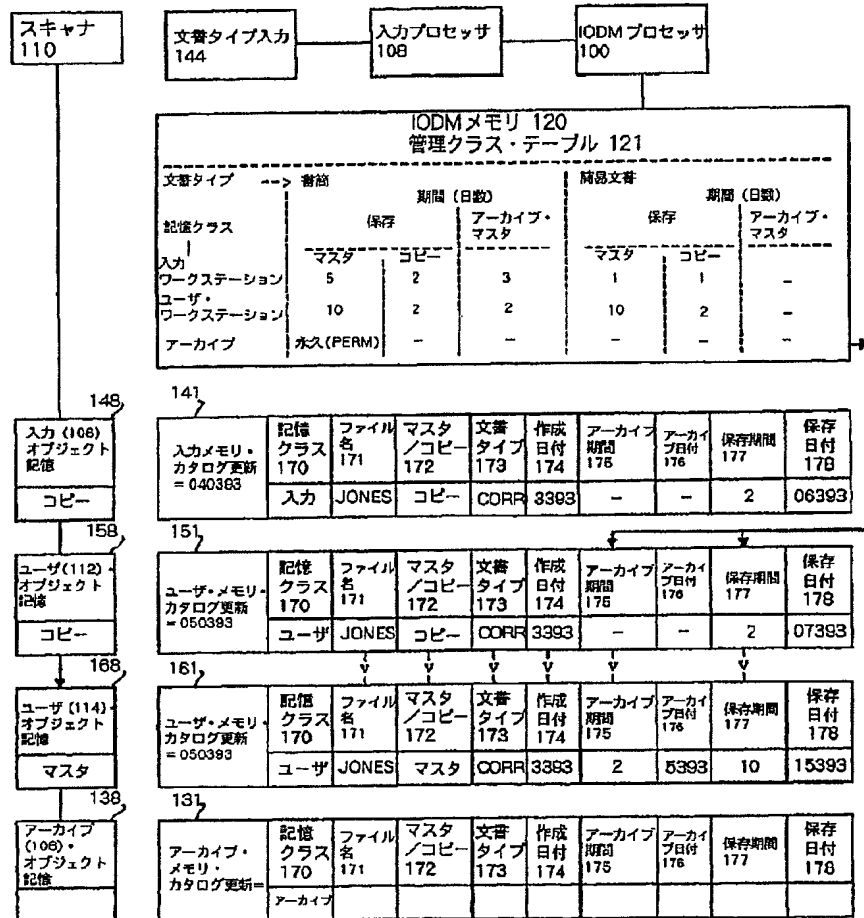 スキャナ
110
文書タイプ入力
144
入力プロセッサ
108
IODMプロセッサ
100
IODMメモリ 120
管理クラス・テーブル 121
文書タイプ --> 書簡 簡易文書
期間(日数) 期間(日数)
記憶クラス 保存 アーカイブ・マスタ 保存 アーカイブ・マスタ
マスタ コピー マスタ コピー
入力
ワークステーション 5 2 3 1 1 -
ユーザ・
ワークステーション 10 2 2 10 2 -
アーカイブ 永久(PERM) - - - - -
148
入力(106)
オブジェクト
記憶
コピー
141
入力メモリ・
カタログ更新
=040393
記憶クラス170 ファイル名171 マスタ/コピー172 文書タイプ173 作成日付174 アーカイブ期間175 アーカイブ日付176 保存期間177 保存日付178
入力 JONES コピー CORR 3393 - - 2 06393
158
ユーザ(112)・
オブジェクト
記憶
コピー
151
ユーザ・メモリ・
カタログ更新
=050393
記憶クラス170 ファイル名171 マスタ/コピー172 文書タイプ173 作成日付174 アーカイブ期間175 アーカイブ日付176 保存期間177 保存日付178
ユーザ JONES コピー CORR 3393 - - 2 07393
168
ユーザ(114)・
オブジェクト
記憶
マスタ
161
ユーザ・メモリ・
カタログ更新
=050393
記憶クラス170 ファイル名171 マスタ/コピー172 文書タイプ173 作成日付174 アーカイブ期間175 アーカイブ日付176 保存期間177 保存日付178
ユーザ JONES マスタ CORR 3393 2 5393 10 15393
138
アーカイブ
(106)・
オブジェクト
記憶
131
アーカイブ・
メモリ・
カタログ更新=
記憶クラス170 ファイル名171 マスタ/コピー172 文書タイプ173 作成日付174 アーカイブ期間175 アーカイブ日付176 保存期間177 保存日付178
アーカイブ